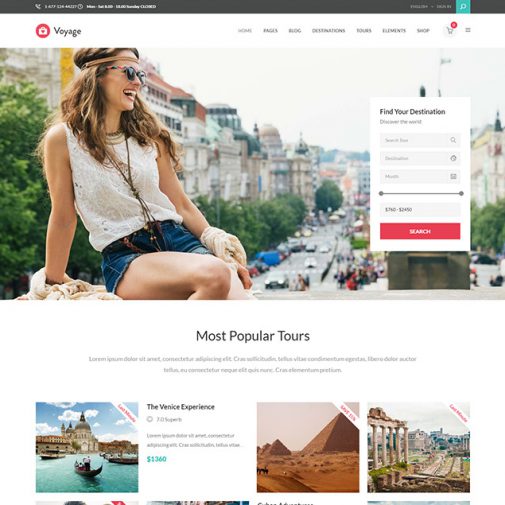 1-677-124-44227 Mon - Sat 8.00 - 18.00 Sunday CLOSED
ENGLISH SIGN IN
Voyage
HOME PAGES BLOG DESTINATIONS TOURS ELEMENTS SHOP
0
Find Your Destination
Discover the world
Search Tour
Destination
Month
$760 - $2450
SEARCH
Most Popular Tours
Lorem ipsum dolor sit amet, consectetur adipiscing elit. Cras sollicitudin, tellus vitae condimentum egestas, libero dolor auctor
tellus, eu consectetur neque elit quis nunc. Cras elementum pretium.
Last Minute
The Venice Experience
7.0 Superb
Lorem ipsum dolor sit amet, consectetur
adipiscing elit. Cras sollicitudin, tellus vitae
$1360
Last Minute
Cuban Adventures